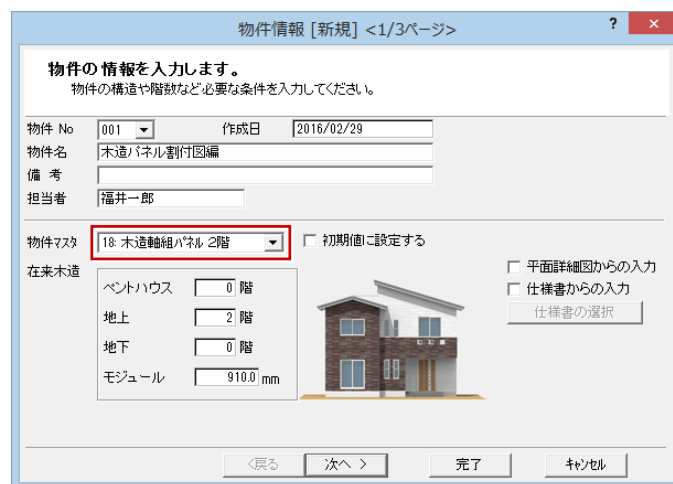 物件情報 [新規] <1/3ページ> ? ×
物件の情報を入力します。
物件の構造や階数など必要な条件を入力してください。
物件 No 001 作成日 2016/02/29
物件名 木造パネル割付図編
備 考
担当者 福井一郎
物件マスタ 18: 木造軸組パネル 2階 初期値に設定する
在来木造
ペントハウス 0 階
地上 2 階
地下 0 階
モジュール 910.0 mm
平面詳細図からの入力
仕様書からの入力
仕様書の選択
<戻る 次へ > 完了 キャンセル